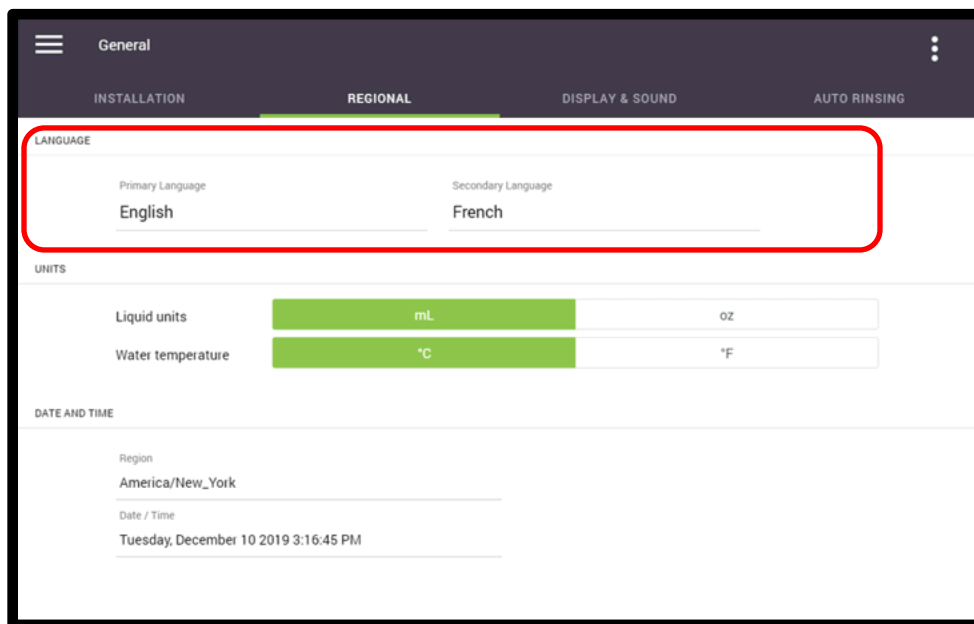 General
INSTALLATION REGIONAL DISPLAY & SOUND AUTO RINSING
LANGUAGE
Primary Language Secondary Language
English French
UNITS
Liquid units mL oz
Water temperature °C °F
DATE AND TIME
Region
America/New_York
Date / Time
Tuesday, December 10 2019 3:16:45 PM